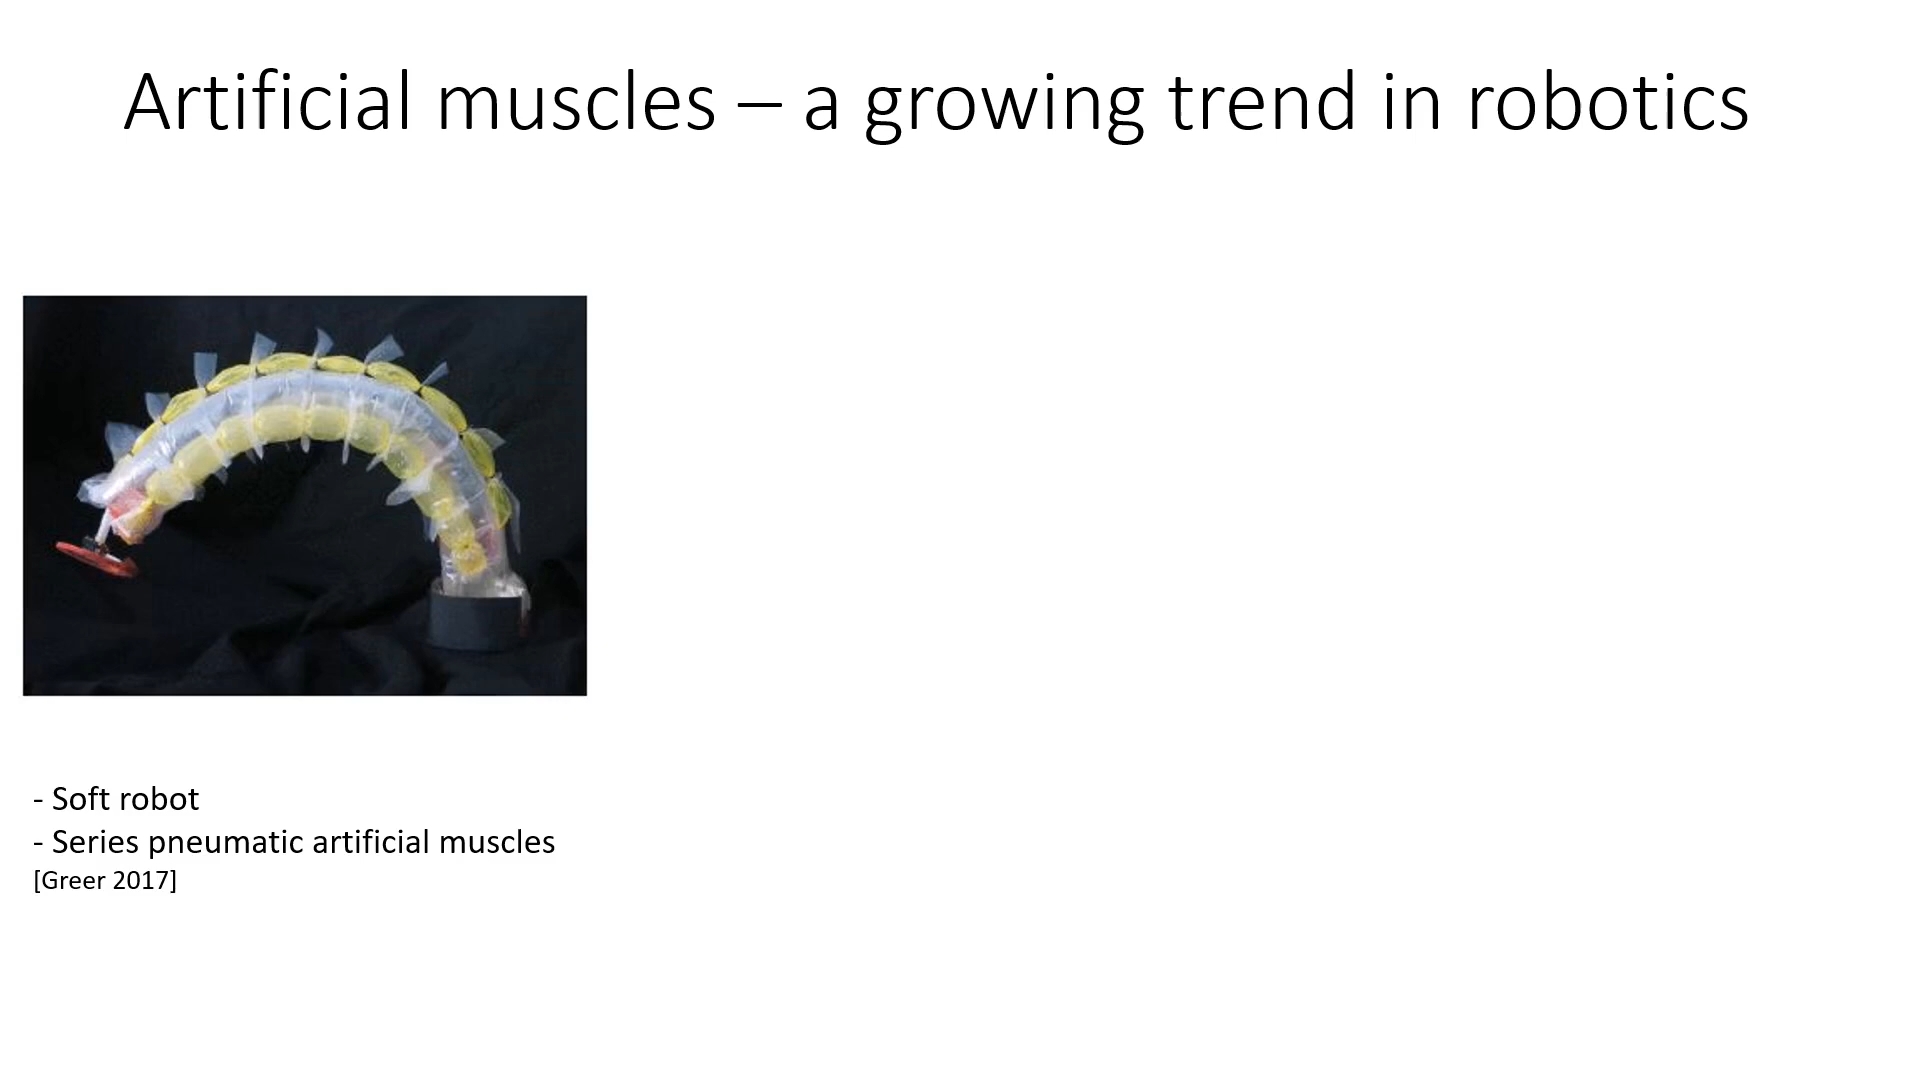 Artificial muscles – a growing trend in robotics
- Soft robot
- Series pneumatic artificial muscles
[Greer 2017]